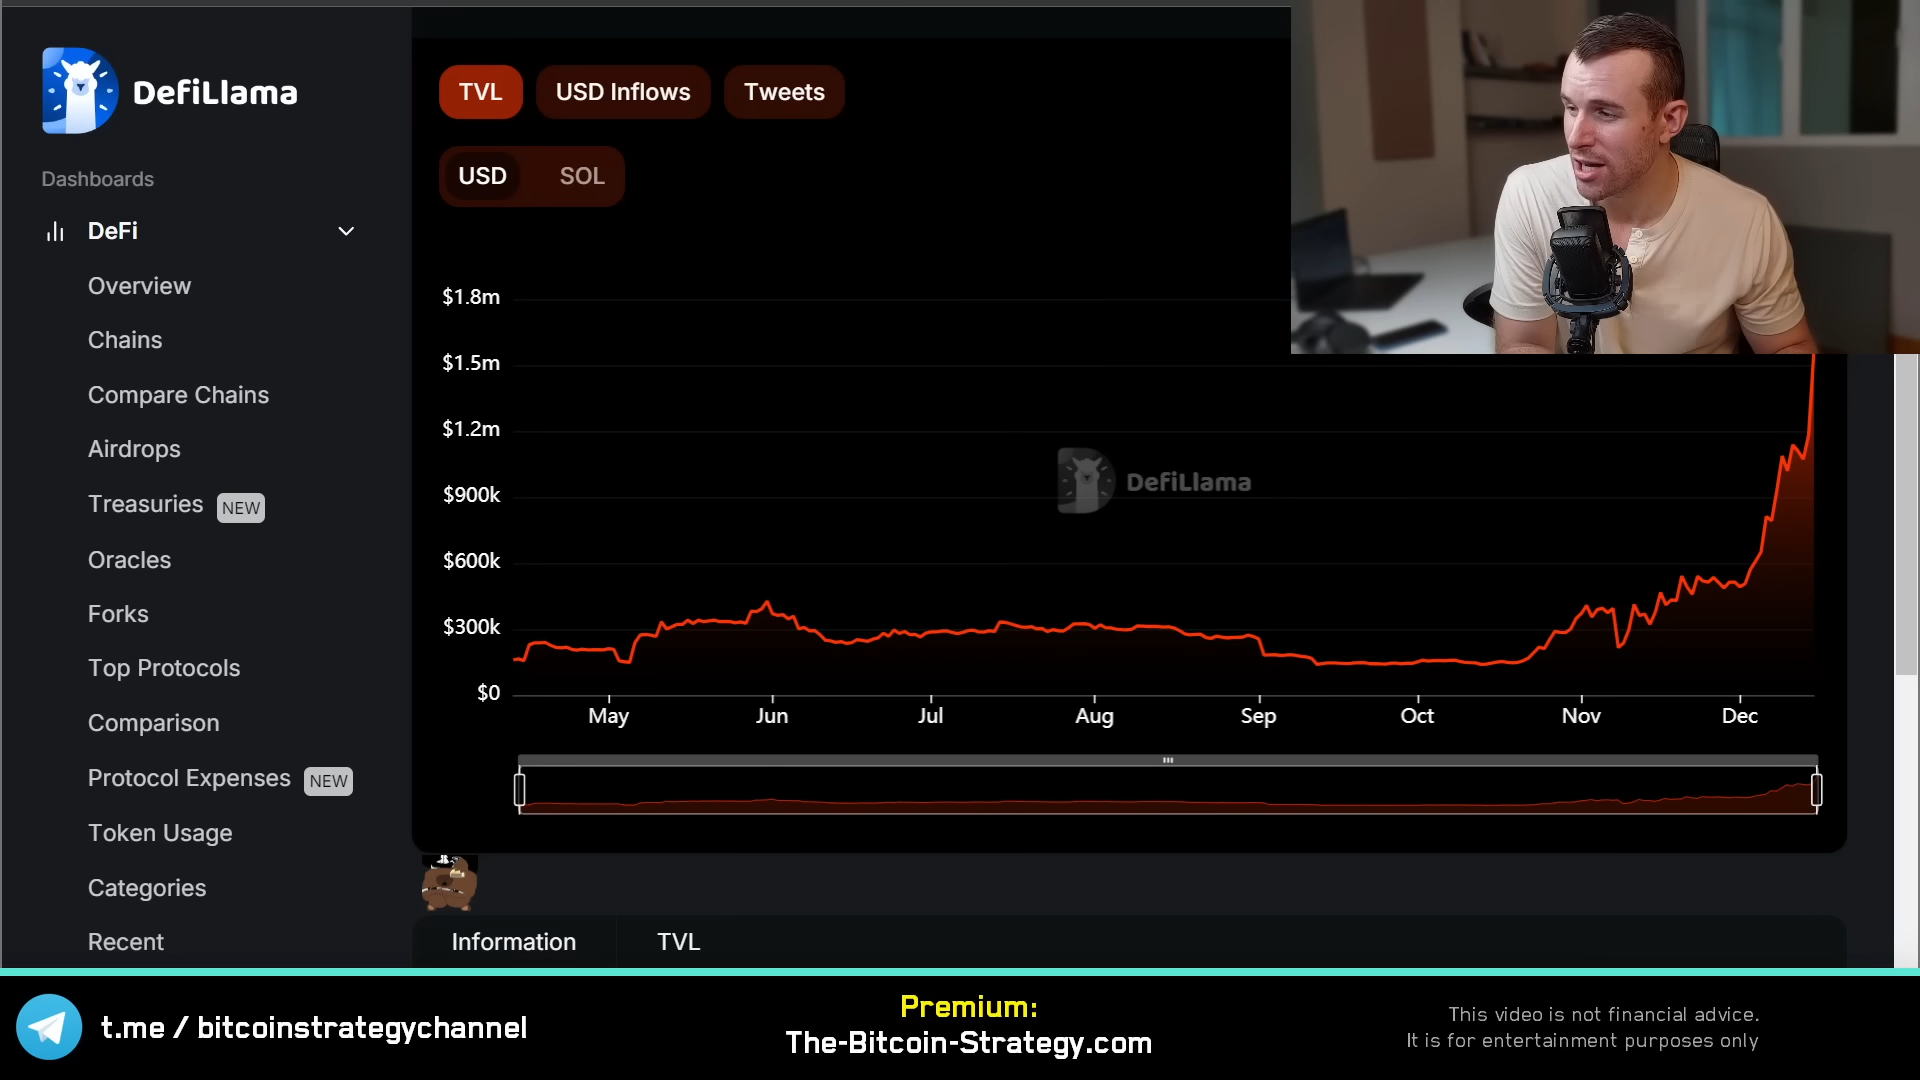 DefiLlama
Dashboards
DeFi
Overview
Chains
Compare Chains
Airdrops
Treasuries NEW
Oracles
Forks
Top Protocols
Comparison
Protocol Expenses NEW
Token Usage
Categories
Recent
TVL USD Inflows Tweets
USD SOL
$1.8m
$1.5m
$1.2m
$900k
$600k
$300k
$0
DefiLlama
May Jun Jul Aug Sep Oct Nov Dec
Information TVL
t.me / bitcoinstrategychannel
Premium:
The-Bitcoin-Strategy.com
This video is not financial advice.
It is for entertainment purposes only